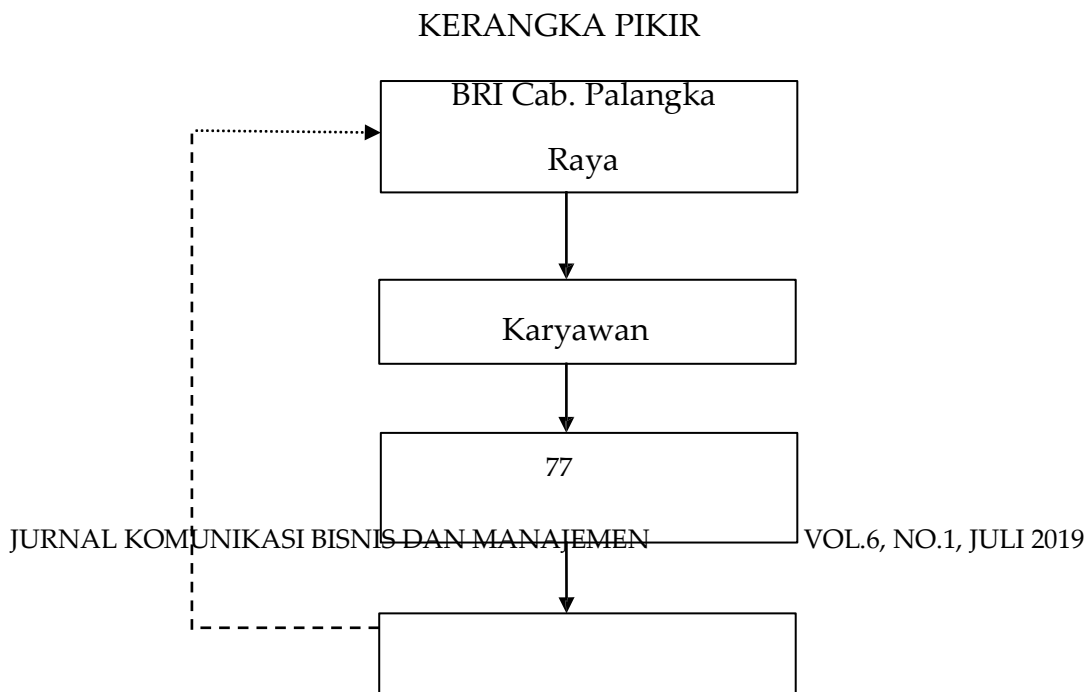 KERANGKA PIKIR
BRI Cab. Palangka
Raya
Karyawan
77
JURNAL KOMUNIKASI BISNIS DAN MANAJEMEN VOL.6, NO.1, JULI 2019